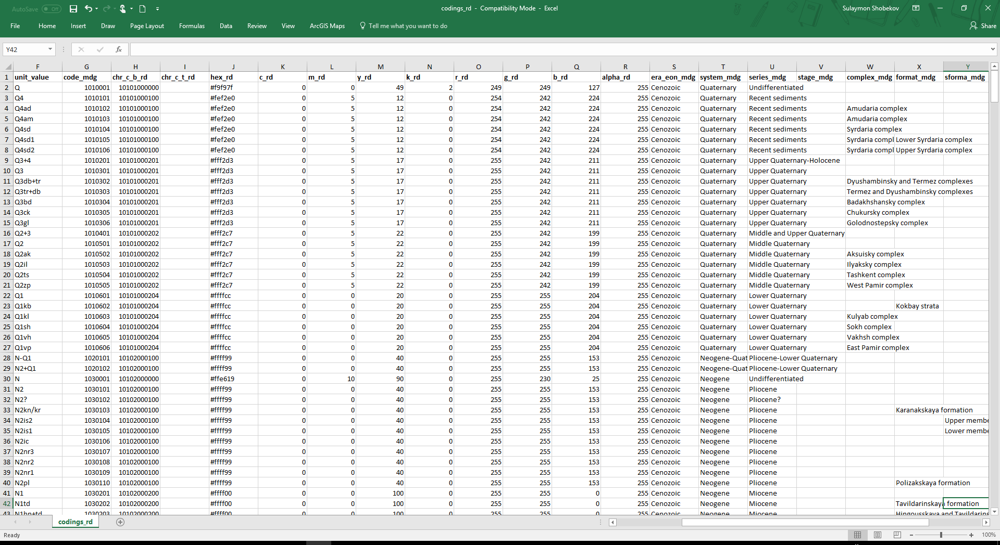 AutoSave Off codings_rd - Compatibility Mode - Excel Sulaymon Shobekov
File Home Insert Draw Page Layout Formulas Data Review View ArcGIS Maps Tell me what you want to do Share
Y42 fx
F G H I J K L M N O P Q R S T U V W X Y
1 unit_value code_mdg chr_c_b_rd chr_c_t_rd hex_rd c_rd m_rd y_rd k_rd r_rd g_rd b_rd alpha_rd era_eon_mdg system_mdg series_mdg stage_mdg complex_mdg format_mdg sforma_mdg
2 Q 1010001 10101000000 #f9f97f 0 0 49 2 249 249 127 255 Cenozoic Quaternary Undifferentiated
3 Q4 1010101 10101000100 #fef2e0 0 5 12 0 254 242 224 255 Cenozoic Quaternary Recent sediments
4 Q4ad 1010102 10101000100 #fef2e0 0 5 12 0 254 242 224 255 Cenozoic Quaternary Recent sediments Amudaria complex
5 Q4am 1010103 10101000100 #fef2e0 0 5 12 0 254 242 224 255 Cenozoic Quaternary Recent sediments Amudaria complex
6 Q4sd 1010104 10101000100 #fef2e0 0 5 12 0 254 242 224 255 Cenozoic Quaternary Recent sediments Syrdaria complex
7 Q4sd1 1010105 10101000100 #fef2e0 0 5 12 0 254 242 224 255 Cenozoic Quaternary Recent sediments Syrdaria compl Lower Syrdaria complex
8 Q4sd2 1010106 10101000100 #fef2e0 0 5 12 0 254 242 224 255 Cenozoic Quaternary Recent sediments Syrdaria compl Upper Syrdaria complex
9 Q3+4 1010201 10101000201 #fff2d3 0 5 17 0 255 242 211 255 Cenozoic Quaternary Upper Quaternary-Holocene
10 Q3 1010301 10101000201 #fff2d3 0 5 17 0 255 242 211 255 Cenozoic Quaternary Upper Quaternary
11 Q3db+tr 1010302 10101000201 #fff2d3 0 5 17 0 255 242 211 255 Cenozoic Quaternary Upper Quaternary Dyushambinsky and Termez complexes
12 Q3tr+db 1010303 10101000201 #fff2d3 0 5 17 0 255 242 211 255 Cenozoic Quaternary Upper Quaternary Termez and Dyushambinsky complexes
13 Q3bd 1010304 10101000201 #fff2d3 0 5 17 0 255 242 211 255 Cenozoic Quaternary Upper Quaternary Badakhshansky complex
14 Q3ck 1010305 10101000201 #fff2d3 0 5 17 0 255 242 211 255 Cenozoic Quaternary Upper Quaternary Chukursky complex
15 Q3gl 1010306 10101000201 #fff2d3 0 5 17 0 255 242 211 255 Cenozoic Quaternary Upper Quaternary Golodnostepsky complex
16 Q2+3 1010401 10101000202 #fff2c7 0 5 22 0 255 242 199 255 Cenozoic Quaternary Middle and Upper Quaternary
17 Q2 1010501 10101000202 #fff2c7 0 5 22 0 255 242 199 255 Cenozoic Quaternary Middle Quaternary
18 Q2ak 1010502 10101000202 #fff2c7 0 5 22 0 255 242 199 255 Cenozoic Quaternary Middle Quaternary Aksuisky complex
19 Q2il 1010503 10101000202 #fff2c7 0 5 22 0 255 242 199 255 Cenozoic Quaternary Middle Quaternary Ilyaksky complex
20 Q2ts 1010504 10101000202 #fff2c7 0 5 22 0 255 242 199 255 Cenozoic Quaternary Middle Quaternary Tashkent complex
21 Q2zp 1010505 10101000202 #fff2c7 0 5 22 0 255 242 199 255 Cenozoic Quaternary Middle Quaternary West Pamir complex
22 Q1 1010601 10101000204 #ffffcc 0 0 20 0 255 255 204 255 Cenozoic Quaternary Lower Quaternary
23 Q1kb 1010602 10101000204 #ffffcc 0 0 20 0 255 255 204 255 Cenozoic Quaternary Lower Quaternary Kokbay strata
24 Q1kl 1010603 10101000204 #ffffcc 0 0 20 0 255 255 204 255 Cenozoic Quaternary Lower Quaternary Kulyab complex
25 Q1sh 1010604 10101000204 #ffffcc 0 0 20 0 255 255 204 255 Cenozoic Quaternary Lower Quaternary Sokh complex
26 Q1vh 1010605 10101000204 #ffffcc 0 0 20 0 255 255 204 255 Cenozoic Quaternary Lower Quaternary Vakhsh complex
27 Q1vp 1010606 10101000204 #ffffcc 0 0 20 0 255 255 204 255 Cenozoic Quaternary Lower Quaternary East Pamir complex
28 N-Q1 1020101 10102000100 #ffff99 0 0 40 0 255 255 153 255 Cenozoic Neogene-Quat Pliocene-Lower Quaternary
29 N2+Q1 1020102 10102000100 #ffff99 0 0 40 0 255 255 153 255 Cenozoic Neogene-Quat Pliocene-Lower Quaternary
30 N 1030001 10102000000 #ffe619 0 10 90 0 255 230 25 255 Cenozoic Neogene Undifferentiated
31 N2 1030101 10102000100 #ffff99 0 0 40 0 255 255 153 255 Cenozoic Neogene Pliocene
32 N2? 1030102 10102000100 #ffff99 0 0 40 0 255 255 153 255 Cenozoic Neogene Pliocene?
33 N2kn/kr 1030103 10102000100 #ffff99 0 0 40 0 255 255 153 255 Cenozoic Neogene Pliocene Karanakskaya formation
34 N2is2 1030104 10102000100 #ffff99 0 0 40 0 255 255 153 255 Cenozoic Neogene Pliocene Upper membe
35 N2is1 1030105 10102000100 #ffff99 0 0 40 0 255 255 153 255 Cenozoic Neogene Pliocene Lower membe
36 N2ic 1030106 10102000100 #ffff99 0 0 40 0 255 255 153 255 Cenozoic Neogene Pliocene
37 N2nr3 1030107 10102000100 #ffff99 0 0 40 0 255 255 153 255 Cenozoic Neogene Pliocene
38 N2nr2 1030108 10102000100 #ffff99 0 0 40 0 255 255 153 255 Cenozoic Neogene Pliocene
39 N2nr1 1030109 10102000100 #ffff99 0 0 40 0 255 255 153 255 Cenozoic Neogene Pliocene
40 N2pl 1030110 10102000100 #ffff99 0 0 40 0 255 255 153 255 Cenozoic Neogene Pliocene Polizakskaya formation
41 N1 1030201 10102000200 #ffff00 0 0 100 0 255 255 0 255 Cenozoic Neogene Miocene
42 N1td 1030202 10102000200 #ffff00 0 0 100 0 255 255 0 255 Cenozoic Neogene Miocene Tavildarinskaya formation
43 N1hn+td 1030203 10102000200 #ffff00 0 0 100 0 255 255 0 255 Cenozoic Neogene Miocene Hingousskaya and Tavildarins
codings_rd
Ready 100%